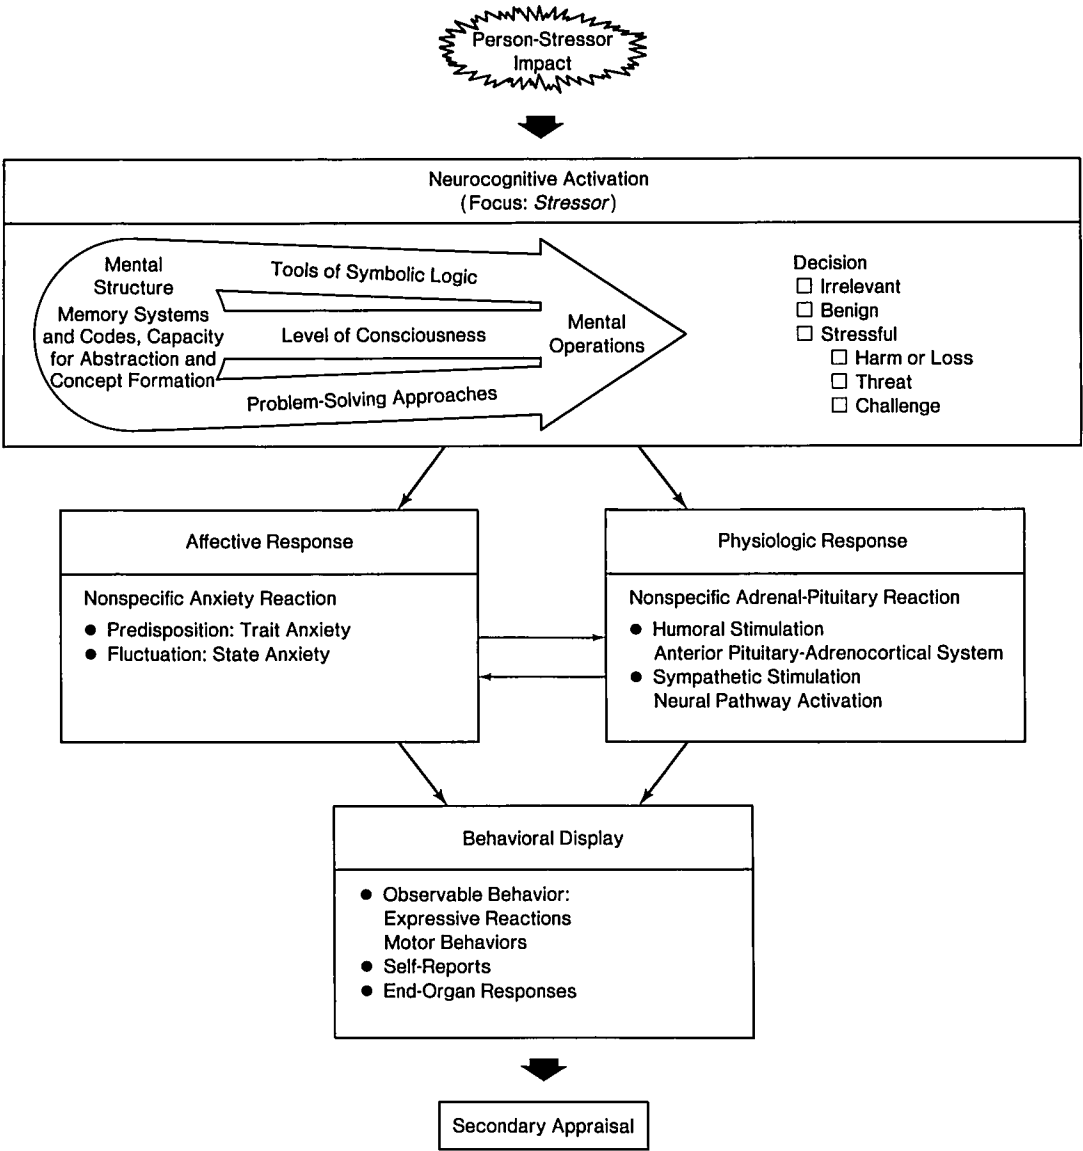 Person-Stressor
Impact
Neurocognitive Activation
(Focus: Stressor)
Mental
Structure
Memory Systems
and Codes, Capacity
for Abstraction and
Concept Formation
Tools of Symbolic Logic
Level of Consciousness
Problem-Solving Approaches
Mental
Operations
Decision
Irrelevant
Benign
Stressful
Harm or Loss
Threat
Challenge
Affective Response
Nonspecific Anxiety Reaction
● Predisposition: Trait Anxiety
● Fluctuation: State Anxiety
Physiologic Response
Nonspecific Adrenal-Pituitary Reaction
● Humoral Stimulation
Anterior Pituitary-Adrenocortical System
● Sympathetic Stimulation
Neural Pathway Activation
Behavioral Display
● Observable Behavior:
Expressive Reactions
Motor Behaviors
● Self-Reports
● End-Organ Responses
Secondary Appraisal